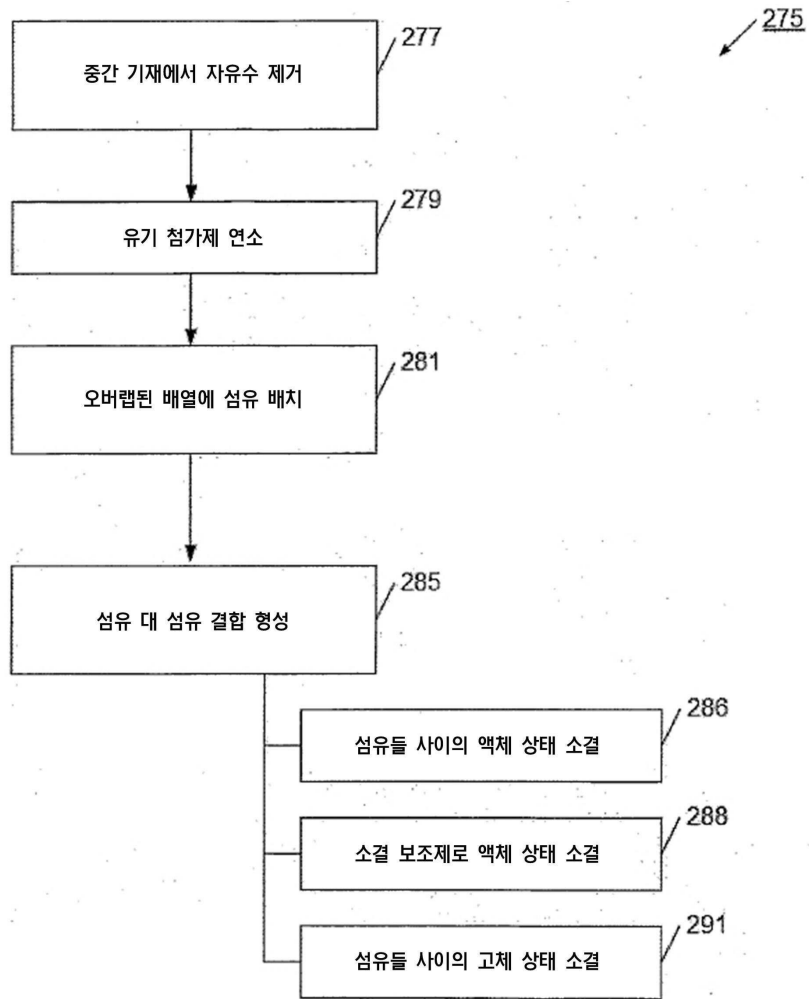 275
277
중간 기재에서 자유수 제거
279
유기 첨가제 연소
281
오버랩된 배열에 섬유 배치
285
섬유 대 섬유 결합 형성
286
섬유들 사이의 액체 상태 소결
288
소결 보조제로 액체 상태 소결
291
섬유들 사이의 고체 상태 소결